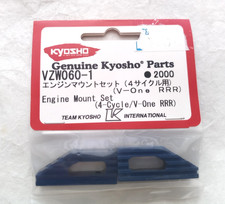 KYOSHO
Genuine Kyosho Parts
VZW060-1 ●2000
エンジンマウントセット (4サイクル用)
(V-One RRR)
Engine Mount Set
(4-Cycle/V-One RRR)
TEAM KYOSHO K INTERNATIONAL